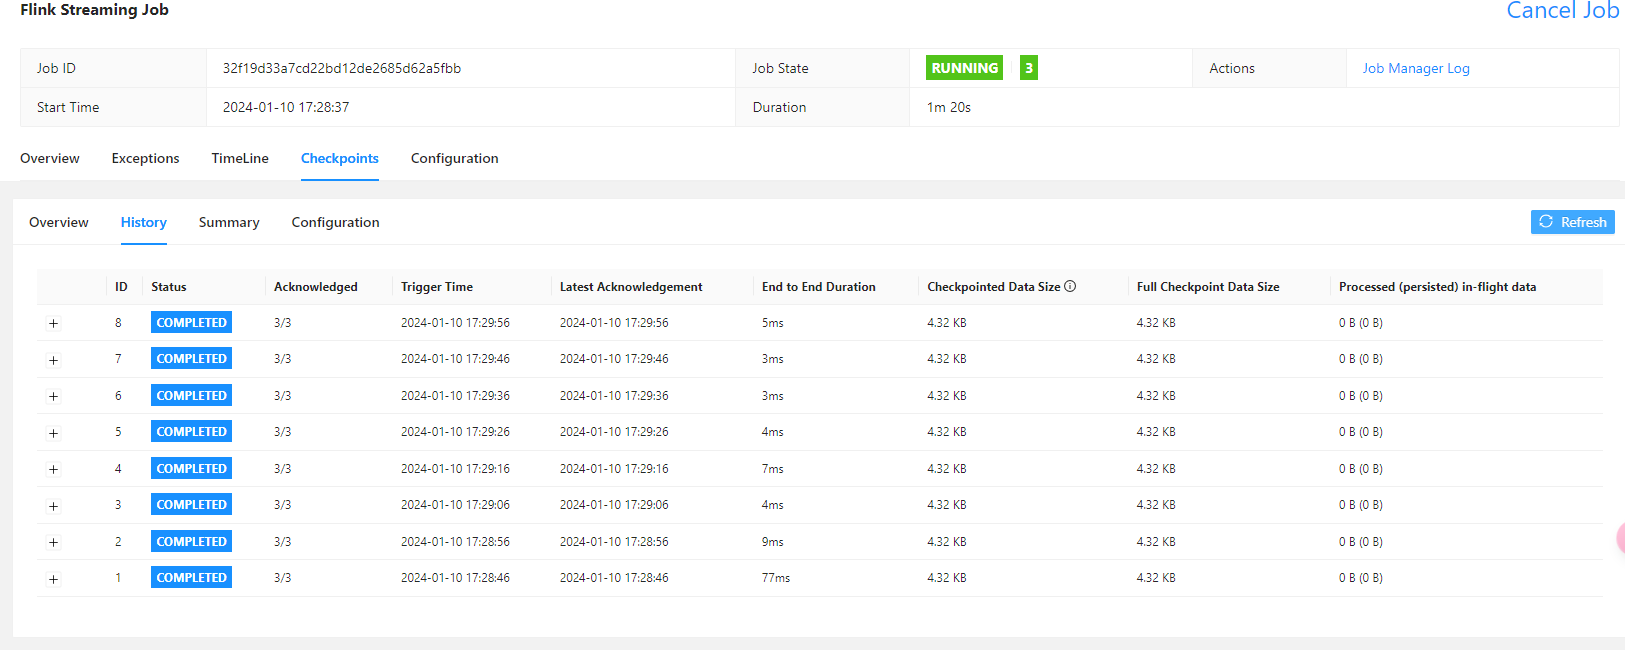 Flink Streaming Job Cancel Job
Job ID 32f19d33a7cd22bd12de2685d62a5fbb Job State RUNNING 3 Actions Job Manager Log
Start Time 2024-01-10 17:28:37 Duration 1m 20s
Overview Exceptions TimeLine Checkpoints Configuration
Overview History Summary Configuration Refresh
ID Status Acknowledged Trigger Time Latest Acknowledgement End to End Duration Checkpointed Data Size Full Checkpoint Data Size Processed (persisted) in-flight data
8 COMPLETED 3/3 2024-01-10 17:29:56 2024-01-10 17:29:56 5ms 4.32 KB 4.32 KB 0 B (0 B)
7 COMPLETED 3/3 2024-01-10 17:29:46 2024-01-10 17:29:46 3ms 4.32 KB 4.32 KB 0 B (0 B)
6 COMPLETED 3/3 2024-01-10 17:29:36 2024-01-10 17:29:36 3ms 4.32 KB 4.32 KB 0 B (0 B)
5 COMPLETED 3/3 2024-01-10 17:29:26 2024-01-10 17:29:26 4ms 4.32 KB 4.32 KB 0 B (0 B)
4 COMPLETED 3/3 2024-01-10 17:29:16 2024-01-10 17:29:16 7ms 4.32 KB 4.32 KB 0 B (0 B)
3 COMPLETED 3/3 2024-01-10 17:29:06 2024-01-10 17:29:06 4ms 4.32 KB 4.32 KB 0 B (0 B)
2 COMPLETED 3/3 2024-01-10 17:28:56 2024-01-10 17:28:56 9ms 4.32 KB 4.32 KB 0 B (0 B)
1 COMPLETED 3/3 2024-01-10 17:28:46 2024-01-10 17:28:46 77ms 4.32 KB 4.32 KB 0 B (0 B)